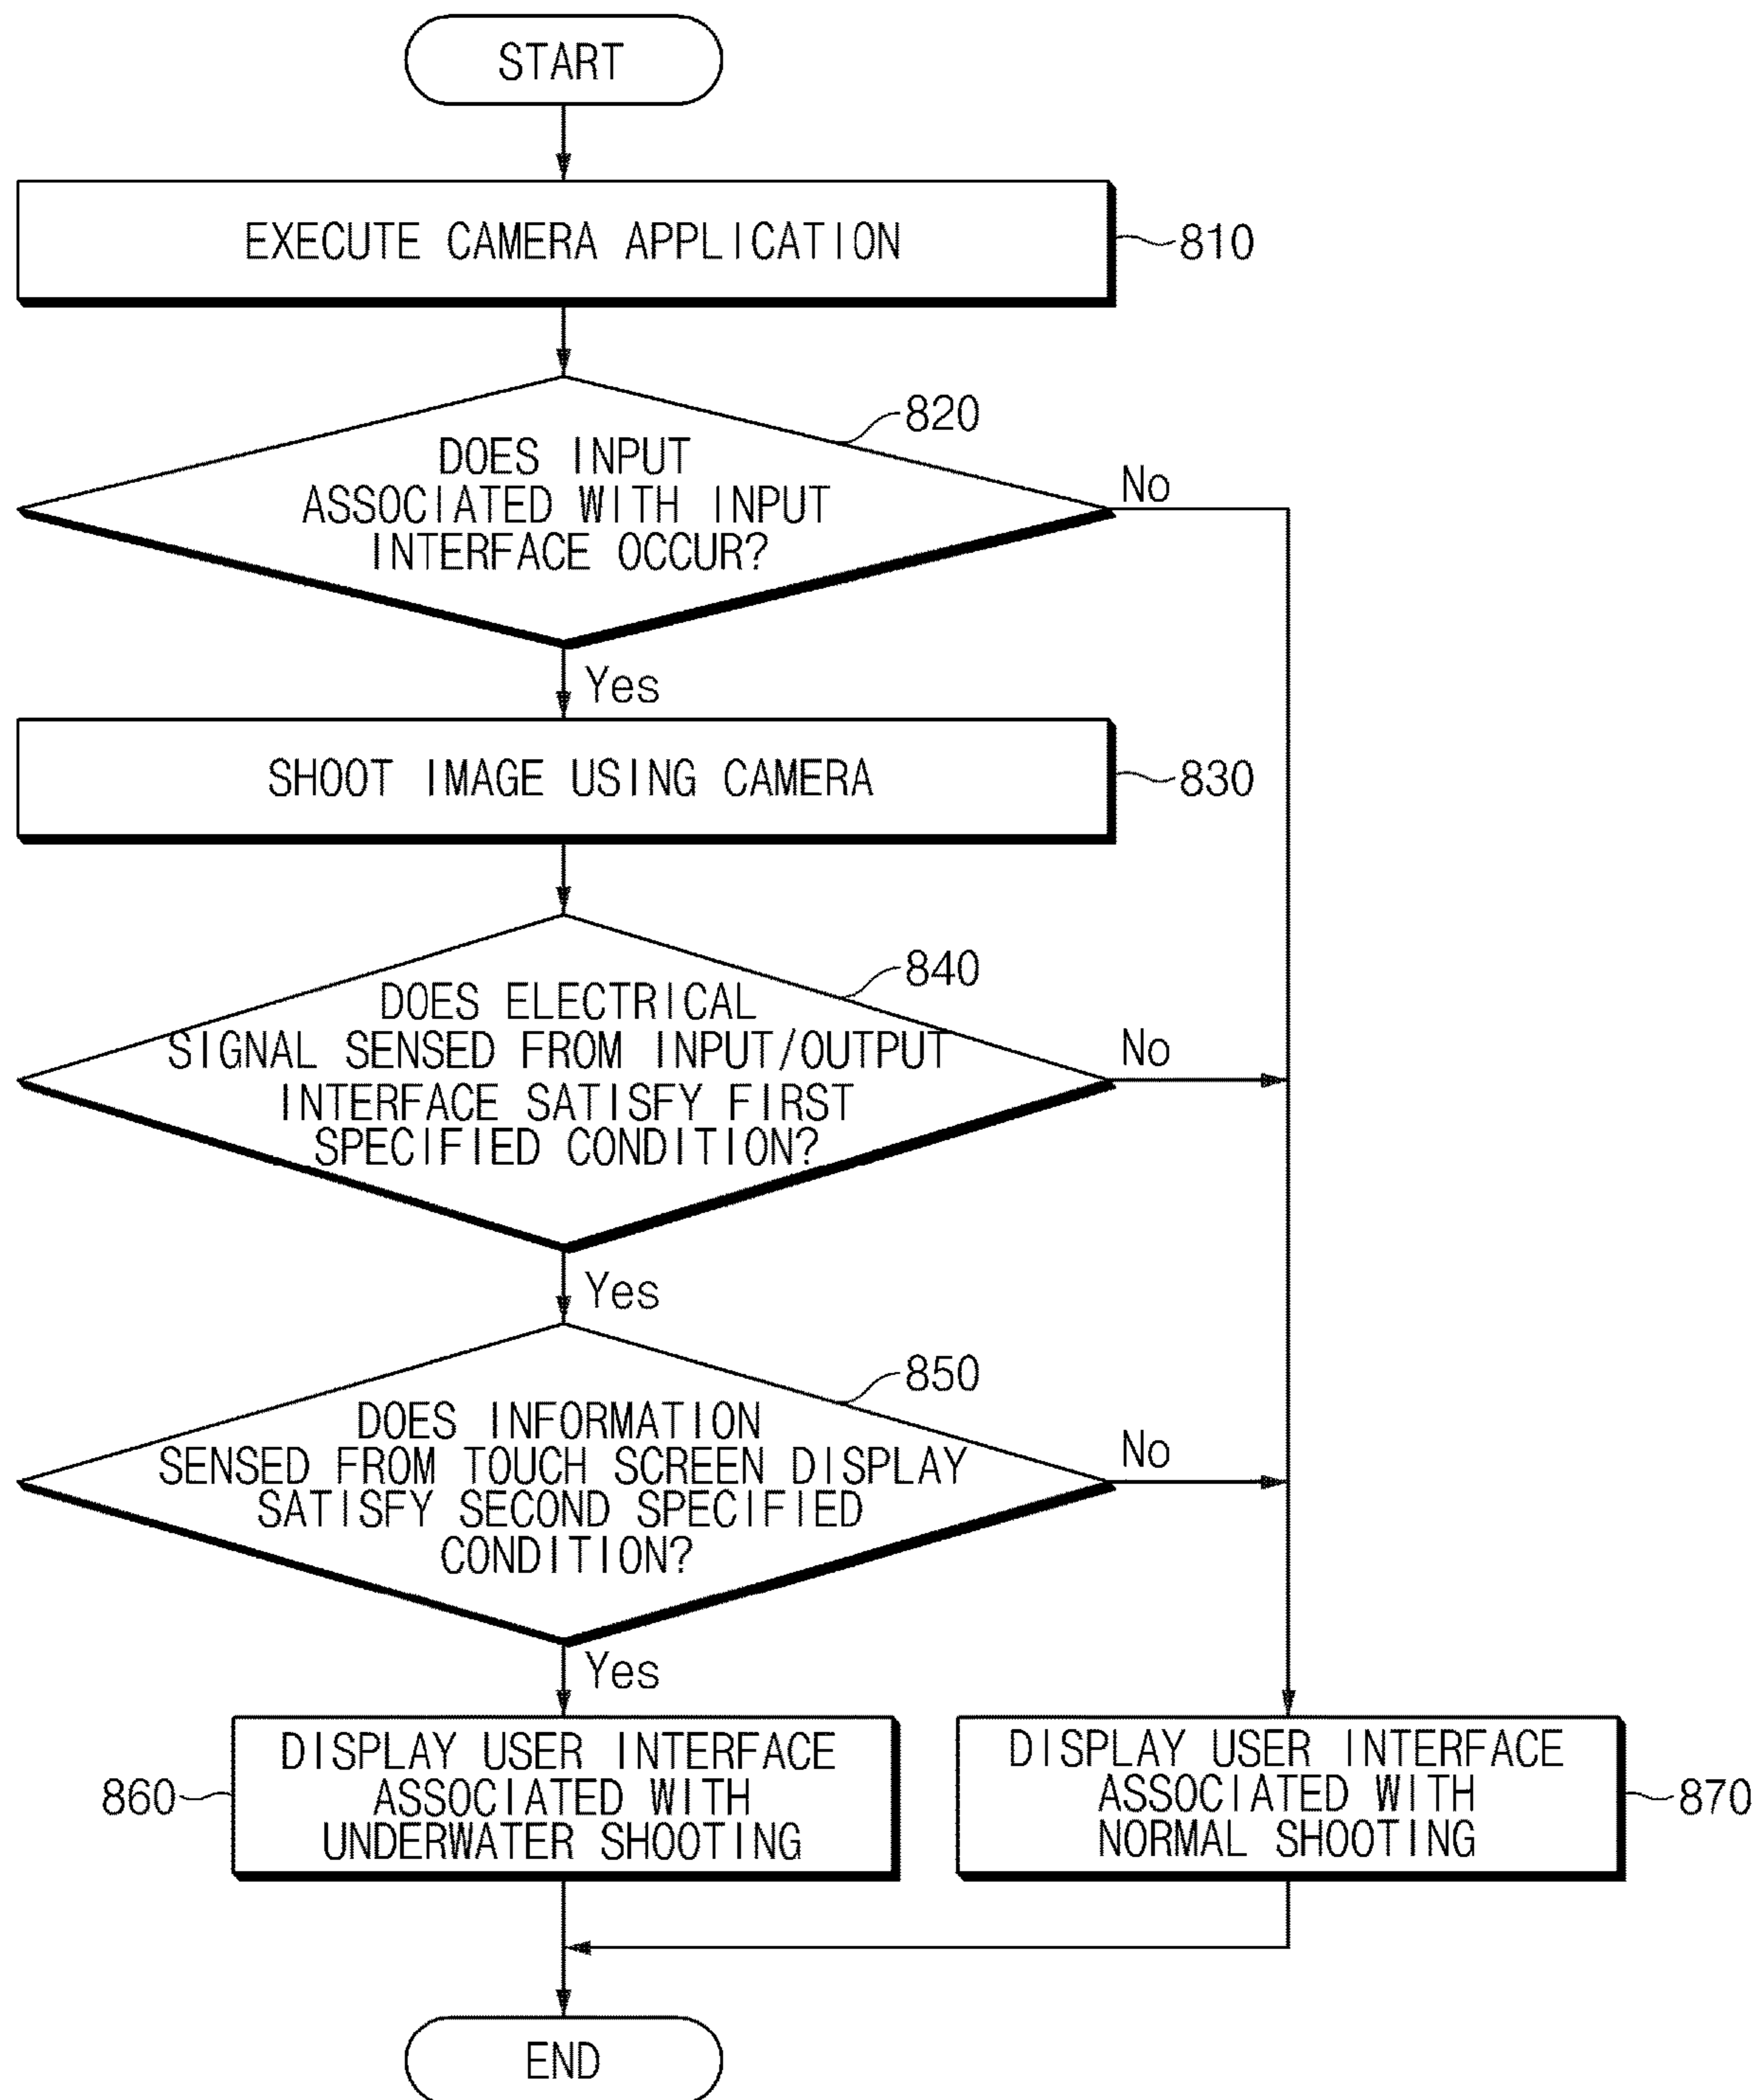 START
EXECUTE CAMERA APPLICATION
810
820
DOES INPUT
ASSOCIATED WITH INPUT
INTERFACE OCCUR?
No
Yes
SHOOT IMAGE USING CAMERA
830
840
DOES ELECTRICAL
SIGNAL SENSED FROM INPUT/OUTPUT
INTERFACE SATISFY FIRST
SPECIFIED CONDITION?
No
Yes
850
DOES INFORMATION
SENSED FROM TOUCH SCREEN DISPLAY
SATISFY SECOND SPECIFIED
CONDITION?
No
Yes
860
DISPLAY USER INTERFACE
ASSOCIATED WITH
UNDERWATER SHOOTING
DISPLAY USER INTERFACE
ASSOCIATED WITH
NORMAL SHOOTING
870
END